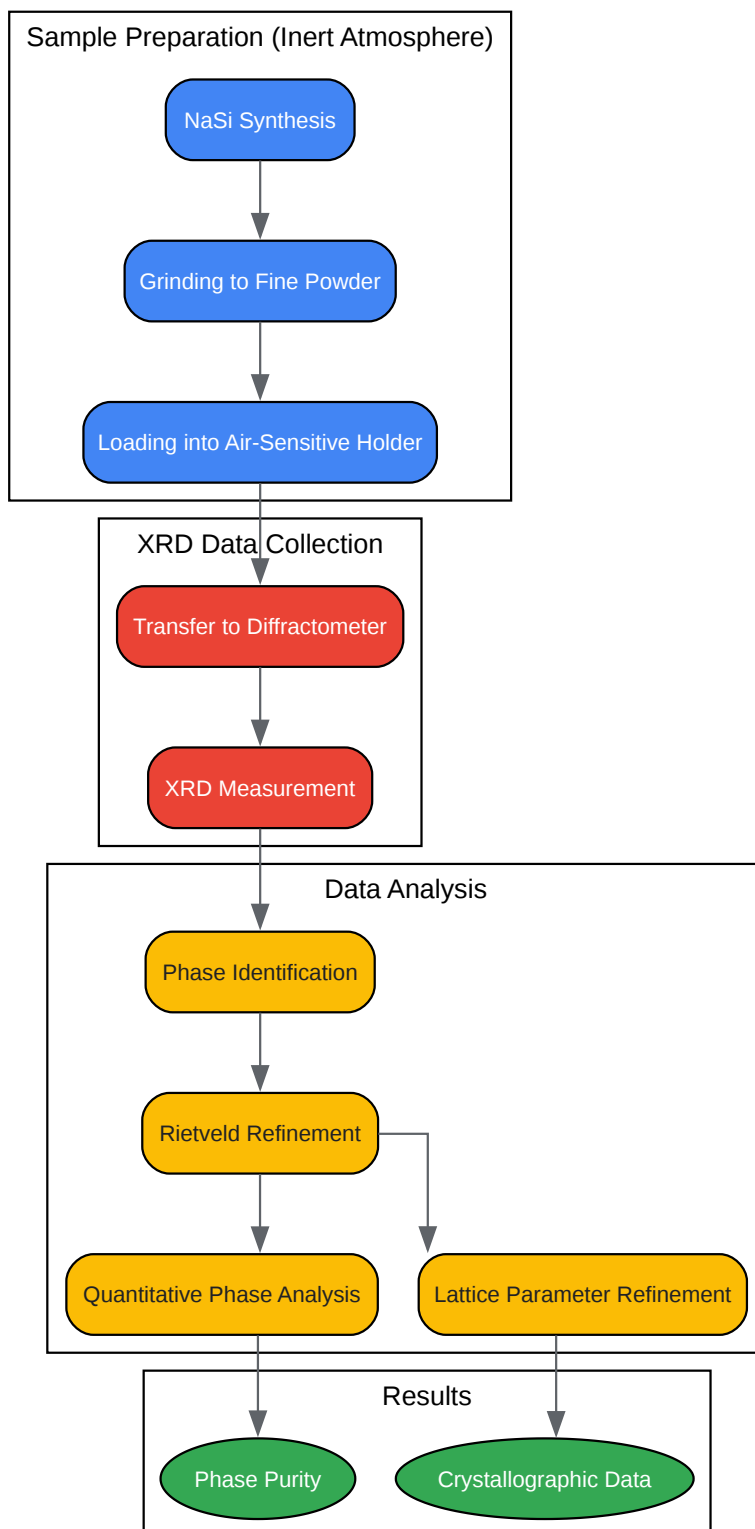 Sample Preparation (Inert Atmosphere)
NaSi Synthesis
Grinding to Fine Powder
Loading into Air-Sensitive Holder
XRD Data Collection
Transfer to Diffractometer
XRD Measurement
Data Analysis
Phase Identification
Rietveld Refinement
Quantitative Phase Analysis
Lattice Parameter Refinement
Results
Phase Purity
Crystallographic Data